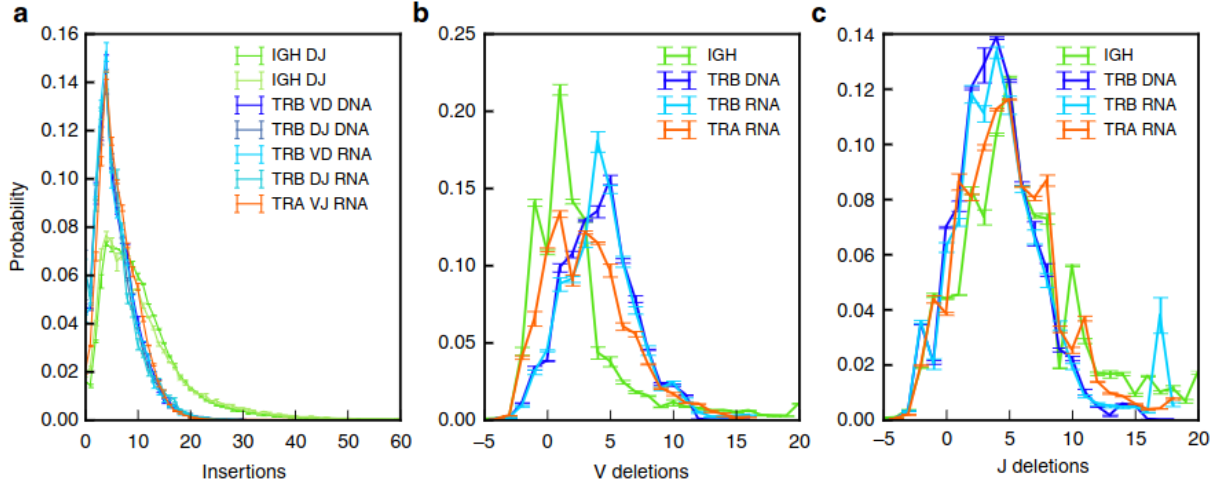 a
0.16
0.14
0.12
0.10
0.08
0.06
0.04
0.02
0.00
Probability
0 10 20 30 40 50 60
Insertions
IGH DJ
IGH DJ
TRB VD DNA
TRB DJ DNA
TRB VD RNA
TRB DJ RNA
TRA VJ RNA
b
0.25
0.20
0.15
0.10
0.05
0.00
−5 0 5 10 15 20
V deletions
IGH
TRB DNA
TRB RNA
TRA RNA
c
0.14
0.12
0.10
0.08
0.06
0.04
0.02
0.00
−5 0 5 10 15 20
J deletions
IGH
TRB DNA
TRB RNA
TRA RNA